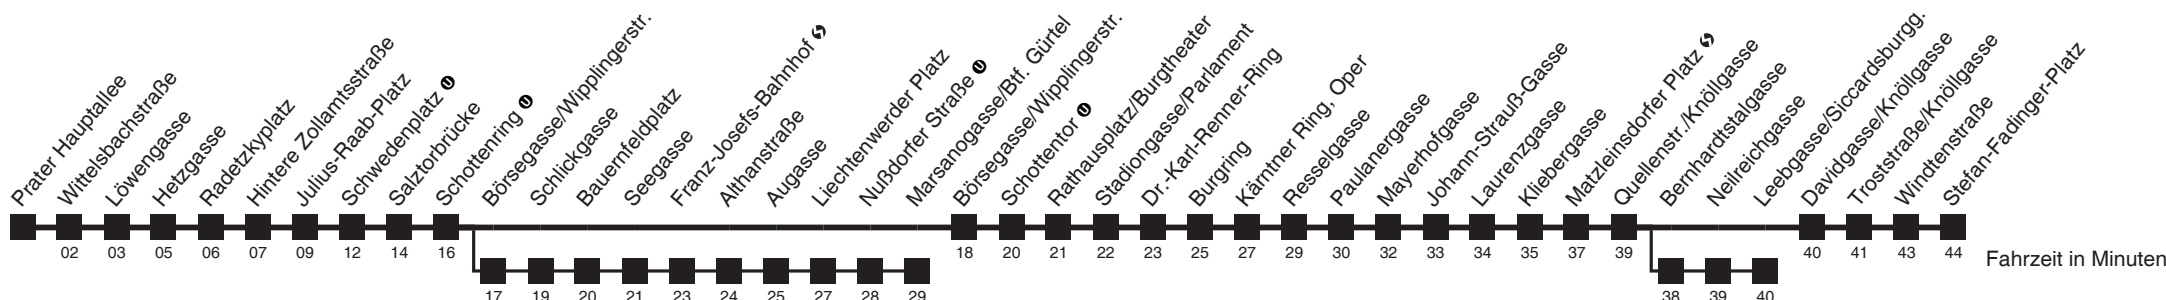 Prater Hauptallee
Wittelsbachstraße
Löwengasse
Hetzgasse
Radetzkyplatz
Hintere Zollamtsstraße
Julius-Raab-Platz
Schwedenplatz U
Salztorbrücke
Schottenring U
Börsegasse/Wipplingerstr.
Schlickgasse
Bauernfeldplatz
Seegasse
Franz-Josefs-Bahnhof
Althanstraße
Augasse
Liechtenwerder Platz
Nußdorfer Straße U
Marsanogasse/Btf. Gürtel
Börsegasse/Wipplingerstr.
Schottentor U
Rathausplatz/Burgtheater
Stadiongasse/Parlament
Dr.-Karl-Renner-Ring
Burgring
Kärntner Ring, Oper
Resselgasse
Paulanergasse
Mayerhofgasse
Johann-Strauß-Gasse
Laurenzgasse
Kliebergasse
Matzleinsdorfer Platz
Quellenstr./Knöllgasse
Bernhardtstalgasse
Neilreichgasse
Leebgasse/Siccardsburgg.
Davidgasse/Knöllgasse
Troststraße/Knöllgasse
Windtenstraße
Stefan-Fadinger-Platz
02 03 05 06 07 09 12 14 16 18 20 21 22 23 25 27 29 30 32 33 34 35 37 39 40 41 43 44
Fahrzeit in Minuten
17 19 20 21 23 24 25 27 28 29 38 39 40